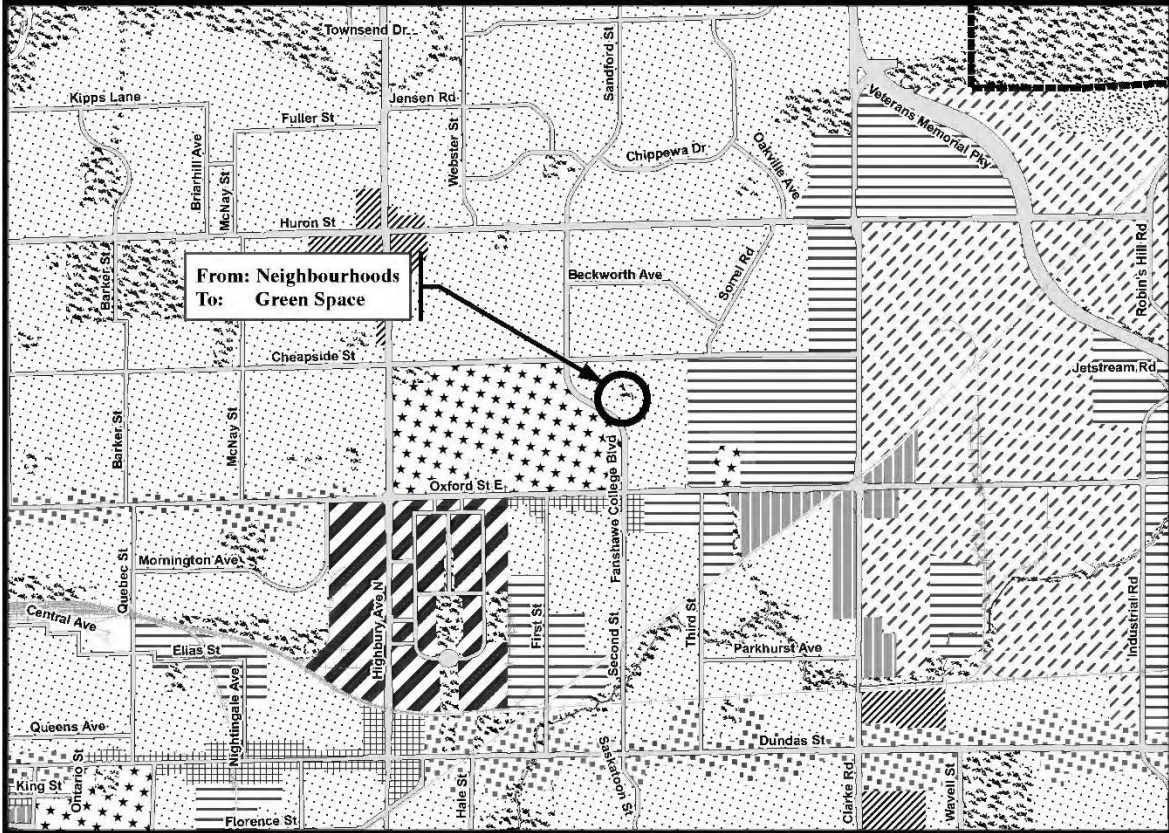 Townsend Dr
Sandford St
Kipps Lane
Jensen Rd
Fuller St
Webster St
Veterans Memorial Pky
Briarhill Ave
McNay St
Chippewa Dr
Oakville Ave
Huron St
Barker St
From: Neighbourhoods
To: Green Space
Beckworth Ave
Sorrel Rd
Robin's Hill Rd
Cheapside St
Jetstream Rd
Barker St
McNay St
Oxford St E
Fanshawe College Blvd
Quebec St
Mornington Ave
Highbury Ave N
First St
Second St
Third St
Industrial Rd
Central Ave
Elias St
Parkhurst Ave
Nightingale Ave
Queens Ave
Dundas St
Ontario St
King St
Hale St
Saskatoon St
Clarke Rd
Wavell St
Florence St